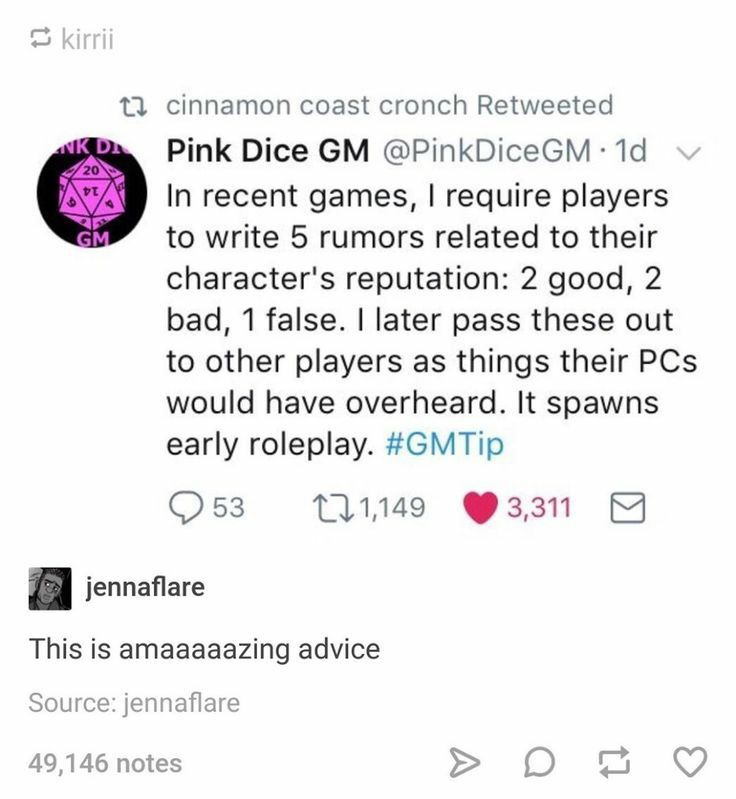 kirrii
cinnamon coast cronch Retweeted
Pink Dice GM @PinkDiceGM · 1d
NK DI
20
14
GM
In recent games, I require players
to write 5 rumors related to their
character's reputation: 2 good, 2
bad, 1 false. I later pass these out
to other players as things their PCs
would have overheard. It spawns
early roleplay. #GMTip
53 1,149 3,311
jennaflare
This is amaaaaazing advice
Source: jennaflare
49,146 notes